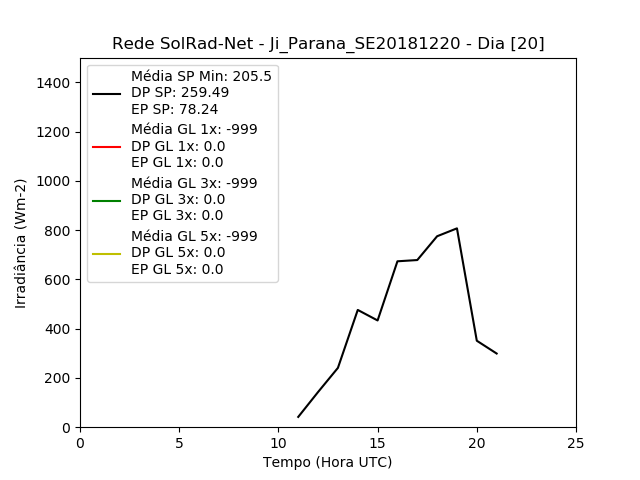 Rede SolRad-Net - Ji_Parana_SE20181220 - Dia [20]
Média SP Min: 205.5
DP SP: 259.49
EP SP: 78.24
Média GL 1x: -999
DP GL 1x: 0.0
EP GL 1x: 0.0
Média GL 3x: -999
DP GL 3x: 0.0
EP GL 3x: 0.0
Média GL 5x: -999
DP GL 5x: 0.0
EP GL 5x: 0.0
Irradiância (Wm-2)
1400
1200
1000
800
600
400
200
0
0 5 10 15 20 25
Tempo (Hora UTC)